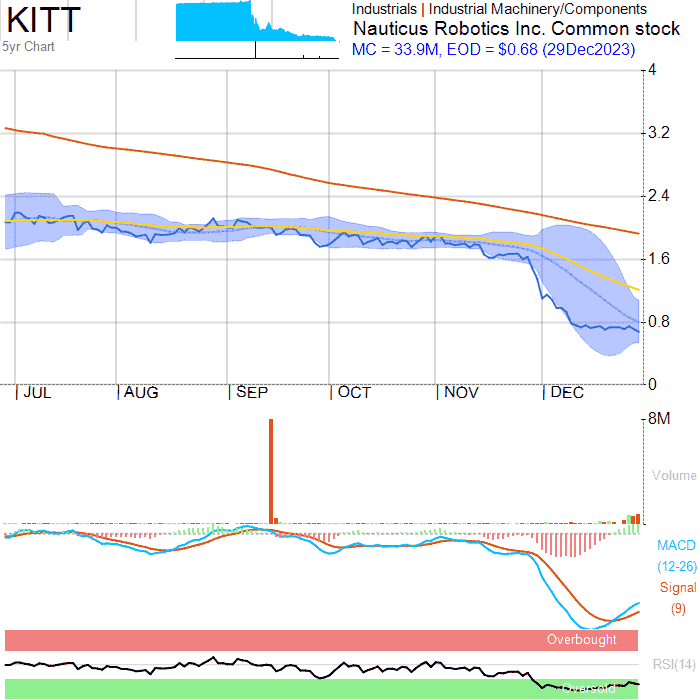 KITT
5yr Chart
Industrials | Industrial Machinery/Components
Nauticus Robotics Inc. Common stock
MC = 33.9M, EOD = $0.68 (29Dec2023)
4
3.2
2.4
1.6
0.8
0
JUL
AUG
SEP
OCT
NOV
DEC
8M
Volume
MACD
(12-26)
Signal
(9)
Overbought
RSI(14)
Oversold